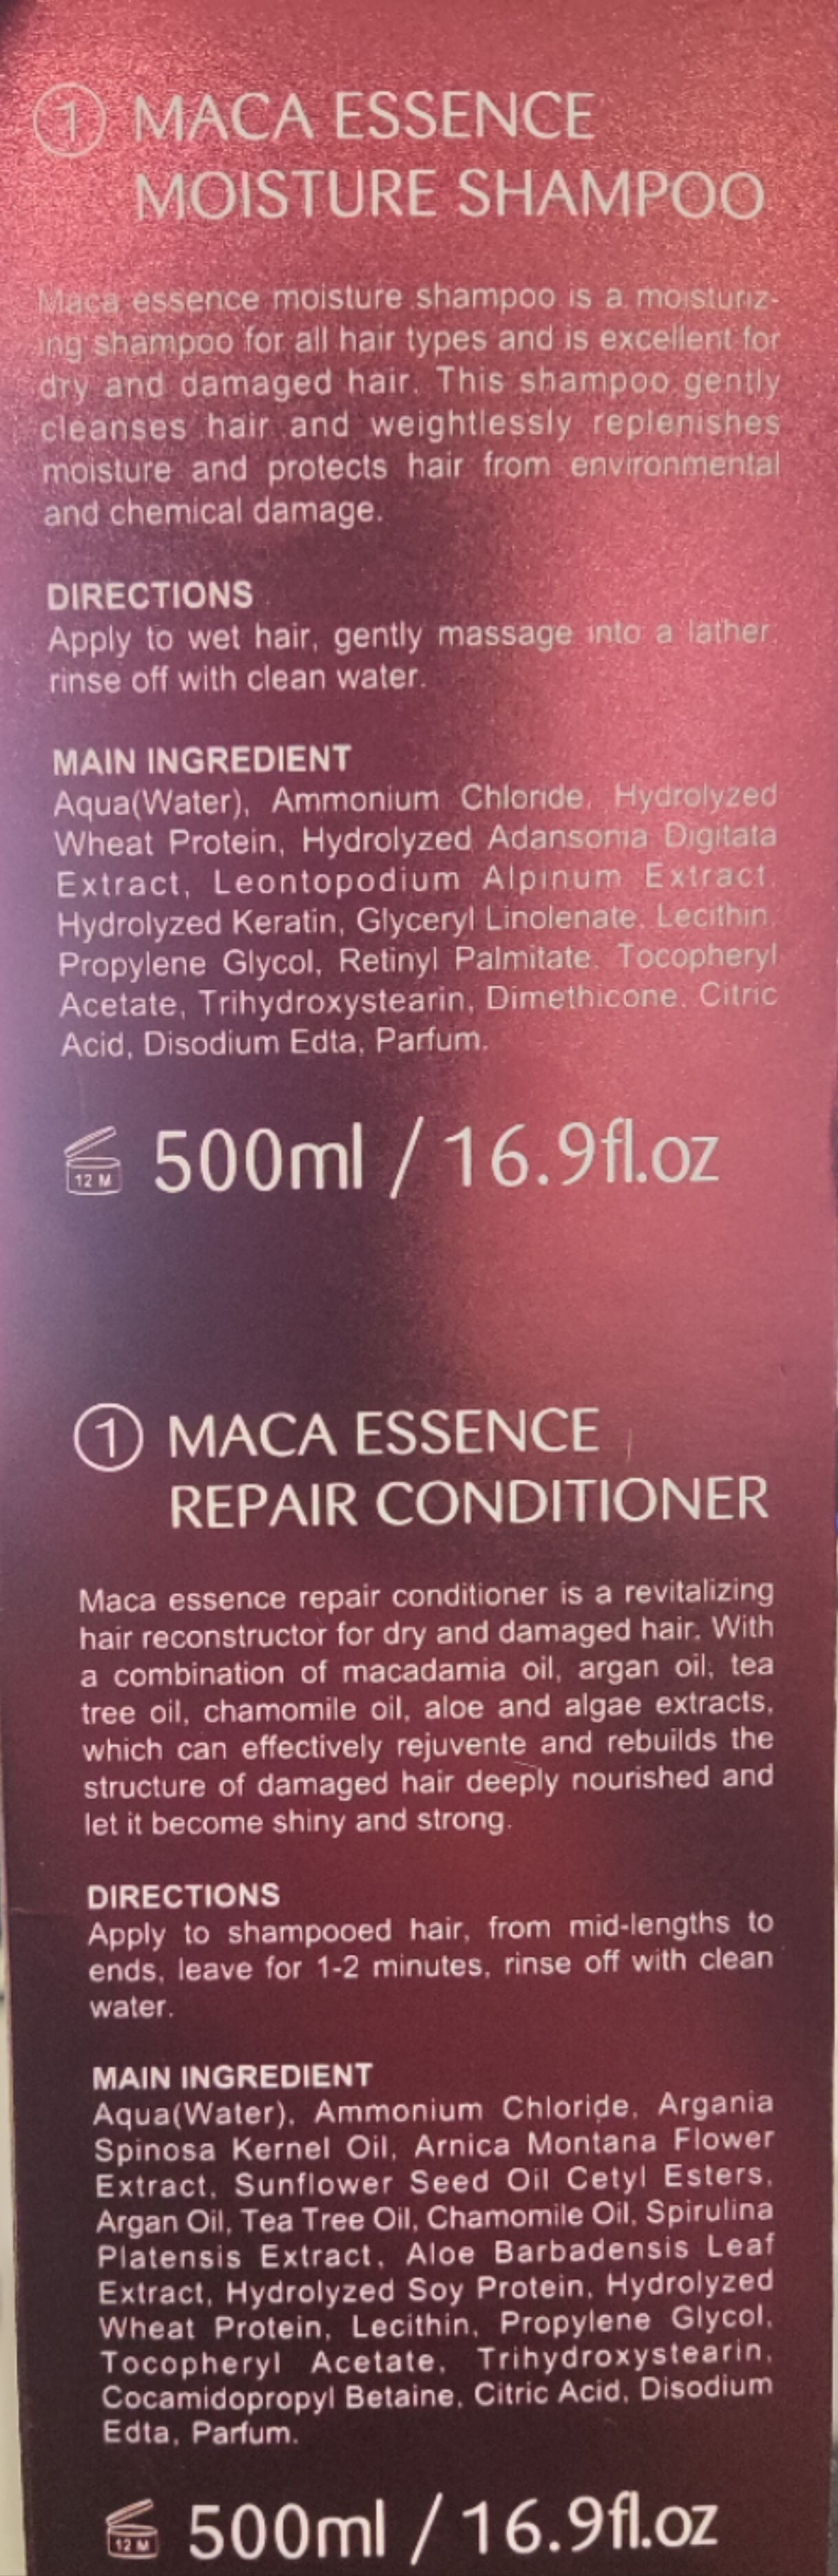 1 MACA ESSENCE
MOISTURE SHAMPOO
Maca essence moisture shampoo is a moisturiz-
ing shampoo for all hair types and is excellent for
dry and damaged hair. This shampoo gently
cleanses hair and weightlessly replenishes
moisture and protects hair from environmental
and chemical damage.
DIRECTIONS
Apply to wet hair, gently massage into a lather,
rinse off with clean water.
MAIN INGREDIENT
Aqua(Water), Ammonium Chloride, Hydrolyzed
Wheat Protein, Hydrolyzed Adansonia Digitata
Extract, Leontopodium Alpinum Extract,
Hydrolyzed Keratin, Glyceryl Linolenate, Lecithin,
Propylene Glycol, Retinyl Palmitate, Tocopheryl
Acetate, Trihydroxystearin, Dimethicone, Citric
Acid, Disodium Edta, Parfum.
12 M 500ml / 16.9fl.oz
1 MACA ESSENCE
REPAIR CONDITIONER
Maca essence repair conditioner is a revitalizing
hair reconstructor for dry and damaged hair. With
a combination of macadamia oil, argan oil, tea
tree oil, chamomile oil, aloe and algae extracts,
which can effectively rejuvente and rebuilds the
structure of damaged hair deeply nourished and
let it become shiny and strong.
DIRECTIONS
Apply to shampooed hair, from mid-lengths to
ends, leave for 1-2 minutes, rinse off with clean
water.
MAIN INGREDIENT
Aqua(Water), Ammonium Chloride, Argania
Spinosa Kernel Oil, Arnica Montana Flower
Extract, Sunflower Seed Oil Cetyl Esters,
Argan Oil, Tea Tree Oil, Chamomile Oil, Spirulina
Platensis Extract, Aloe Barbadensis Leaf
Extract, Hydrolyzed Soy Protein, Hydrolyzed
Wheat Protein, Lecithin, Propylene Glycol,
Tocopheryl Acetate, Trihydroxystearin,
Cocamidopropyl Betaine, Citric Acid, Disodium
Edta, Parfum.
12 M 500ml / 16.9fl.oz